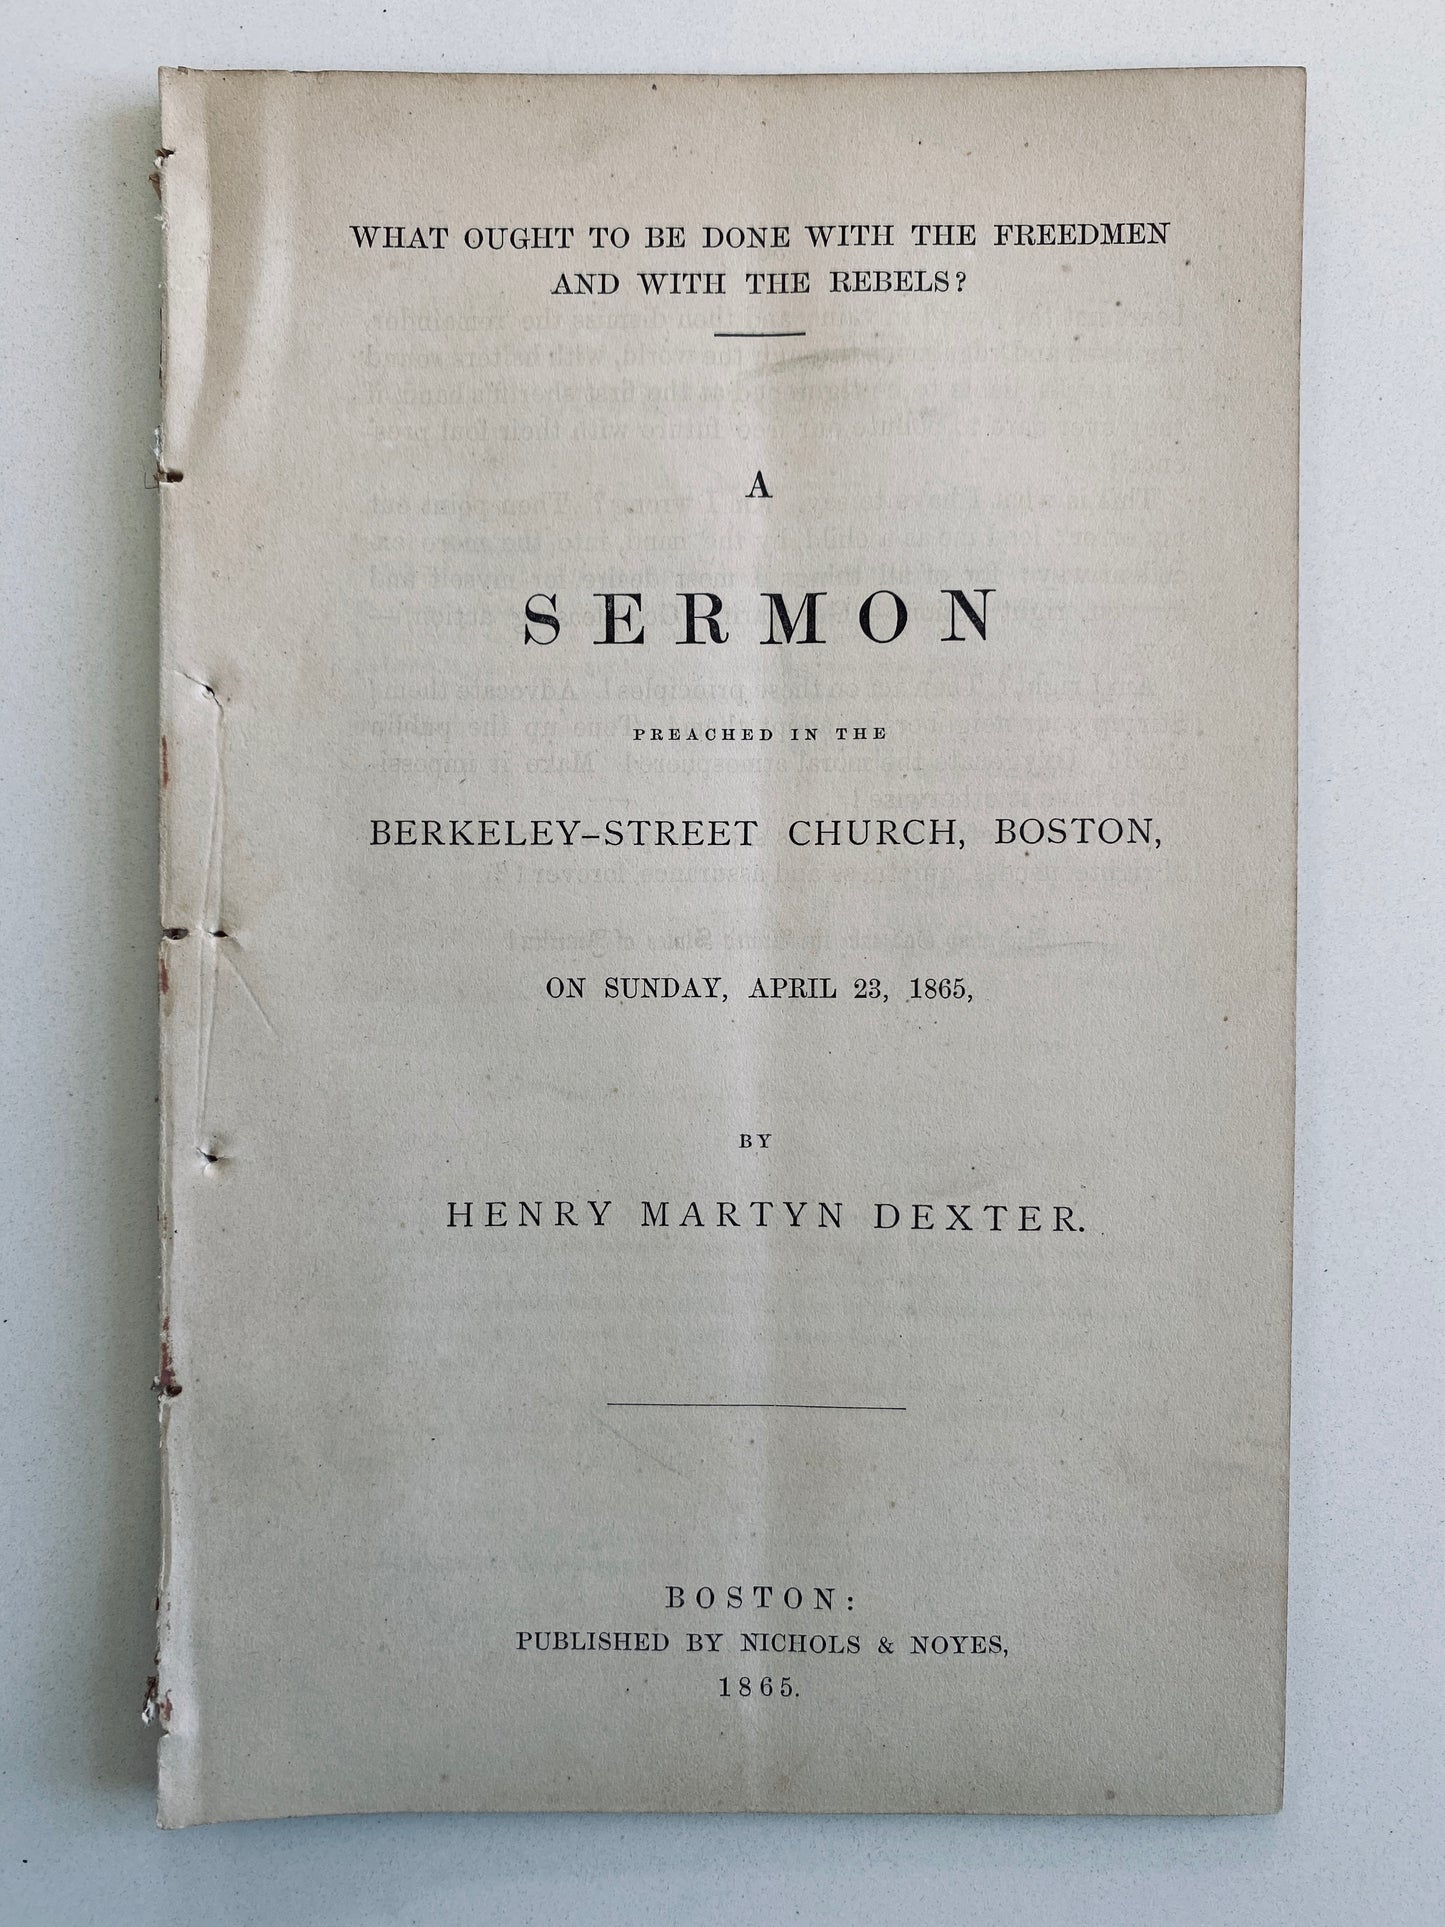 WHAT OUGHT TO BE DONE WITH THE FREEDMEN
AND WITH THE REBELS?
A
SERMON
PREACHED IN THE
BERKELEY-STREET CHURCH, BOSTON,
ON SUNDAY, APRIL 23, 1865,
BY
HENRY MARTYN DEXTER.
BOSTON:
PUBLISHED BY NICHOLS & NOYES,
1865.